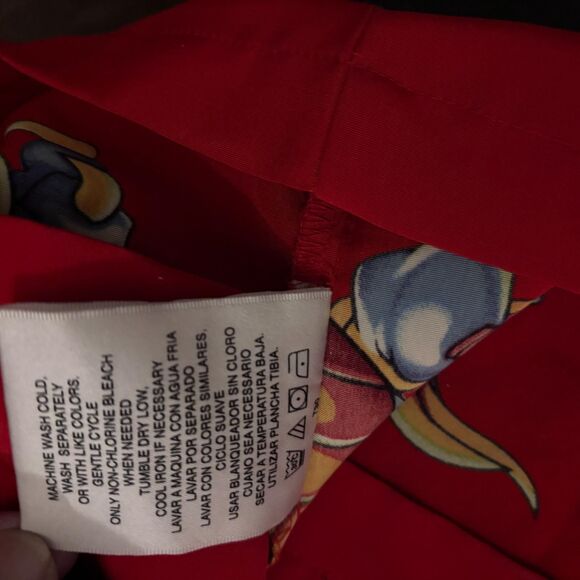 MACHINE WASH COLD,
WASH SEPARATELY
OR WITH LIKE COLORS.
GENTLE CYCLE
ONLY NON-CHLORINE BLEACH
WHEN NEEDED
TUMBLE DRY LOW,
COOL IRON IF NECESSARY
LAVAR A MAQUINA CON AGUA FRIA
LAVAR POR SEPARADO
LAVAR CON COLORES SIMILARES,
CICLO SUAVE
USAR BLANQUEADOR SIN CLORO
CUANO SEA NECESARIO
SECAR A TEMPERATURA BAJA.
UTILIZAR PLANCHA TIBIA.